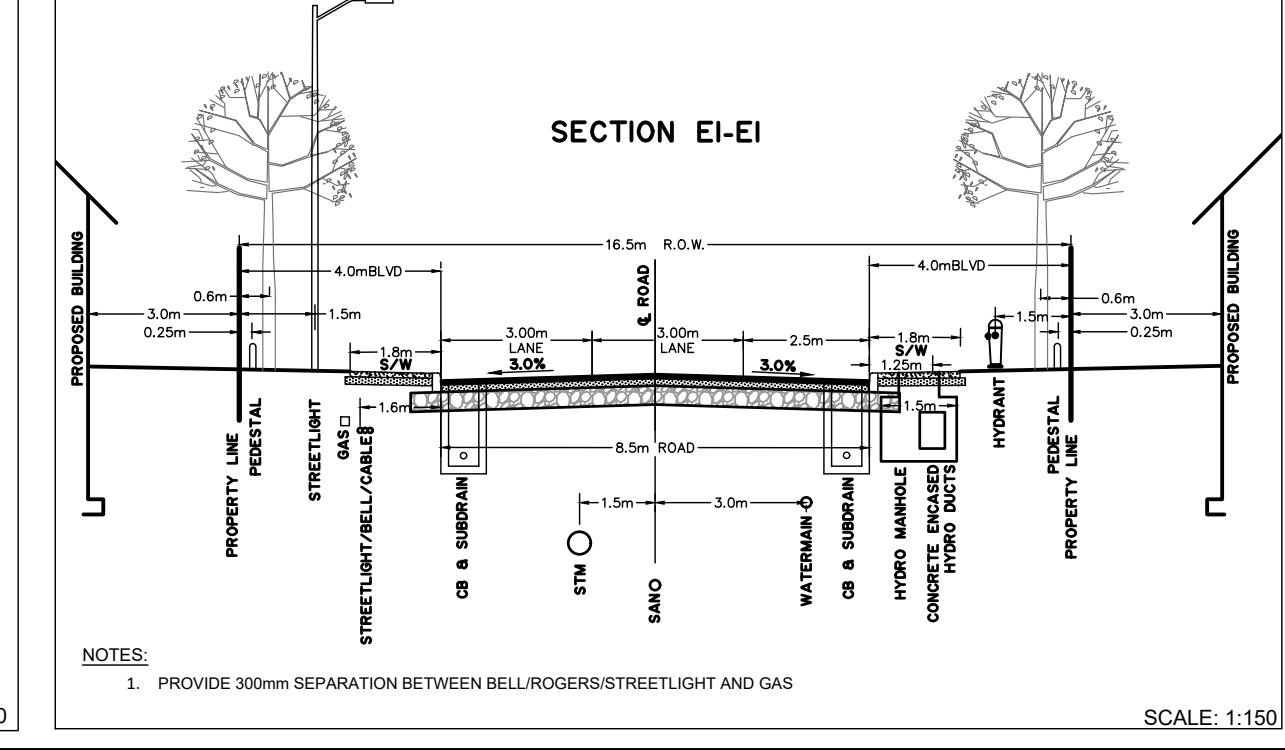 SECTION E1-E1
16.5m R.O.W.
4.0mBLVD
℄ ROAD
4.0mBLVD
PROPOSED BUILDING
PROPOSED BUILDING
0.6m
0.6m
3.0m
1.5m
1.5m
3.0m
0.25m
0.25m
3.00m
LANE
3.00m
LANE
2.5m
1.8m
S/W
1.8m
S/W
3.0%
3.0%
1.25m
1.6m
1.5m
8.5m ROAD
PROPERTY LINE
PEDESTAL
STREETLIGHT
GAS
STREETLIGHT/BELL/CABLE
CB & SUBDRAIN
STM
1.5m
3.0m
SAN
WATERMAIN
CB & SUBDRAIN
HYDRO MANHOLE
CONCRETE ENCASED
HYDRO DUCTS
HYDRANT
PEDESTAL
PROPERTY LINE
NOTES:
1. PROVIDE 300mm SEPARATION BETWEEN BELL/ROGERS/STREETLIGHT AND GAS
SCALE: 1:150
0